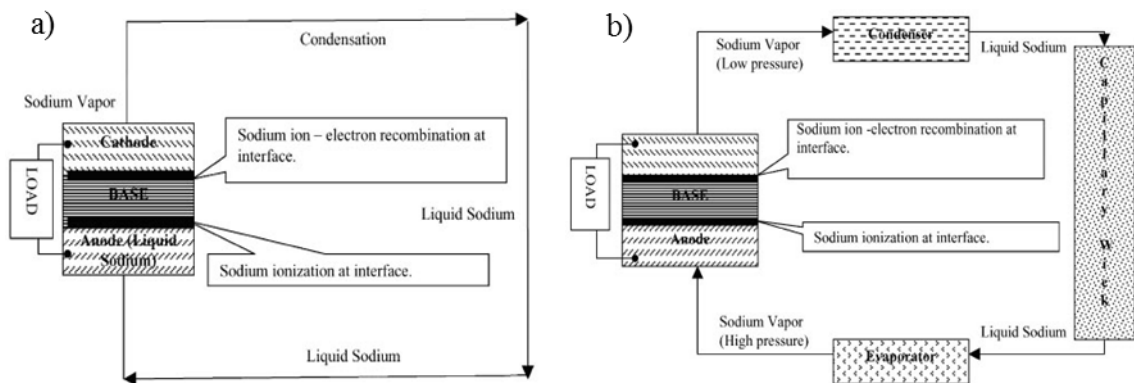 a)
Condensation
Sodium Vapor
Cathode
Sodium ion – electron recombination at
interface.
LOAD
BASE
Liquid Sodium
Anode (Liquid
Sodium)
Sodium ionization at interface.
Liquid Sodium
b)
Sodium Vapor
(Low pressure)
Condenser
Liquid Sodium
Capillary Wick
Sodium ion -electron recombination at
interface.
LOAD
BASE
Anode
Sodium ionization at interface.
Sodium Vapor
(High pressure)
Evaporator
Liquid Sodium